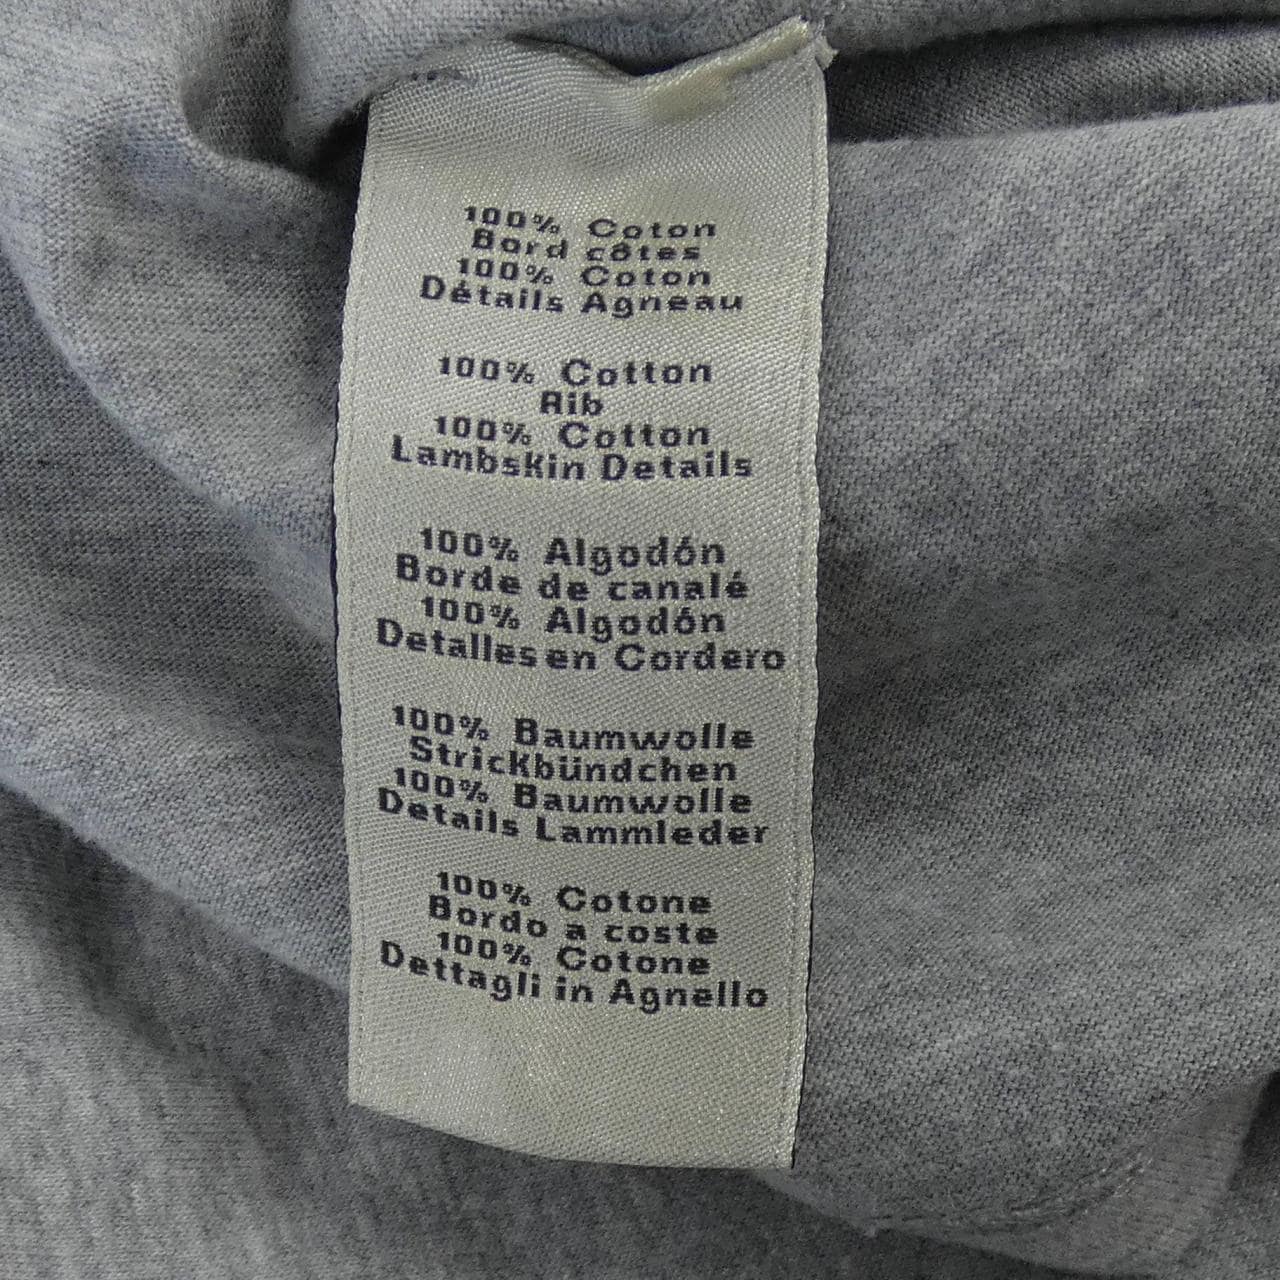 100% Coton
Bord côtes
100% Coton
Détails Agneau
100% Cotton
Rib
100% Cotton
Lambskin Details
100% Algodón
Borde de canalé
100% Algodón
Detalles en Cordero
100% Baumwolle
Strickbündchen
100% Baumwolle
Details Lammleder
100% Cotone
Bordo a coste
100% Cotone
Dettagli in Agnello